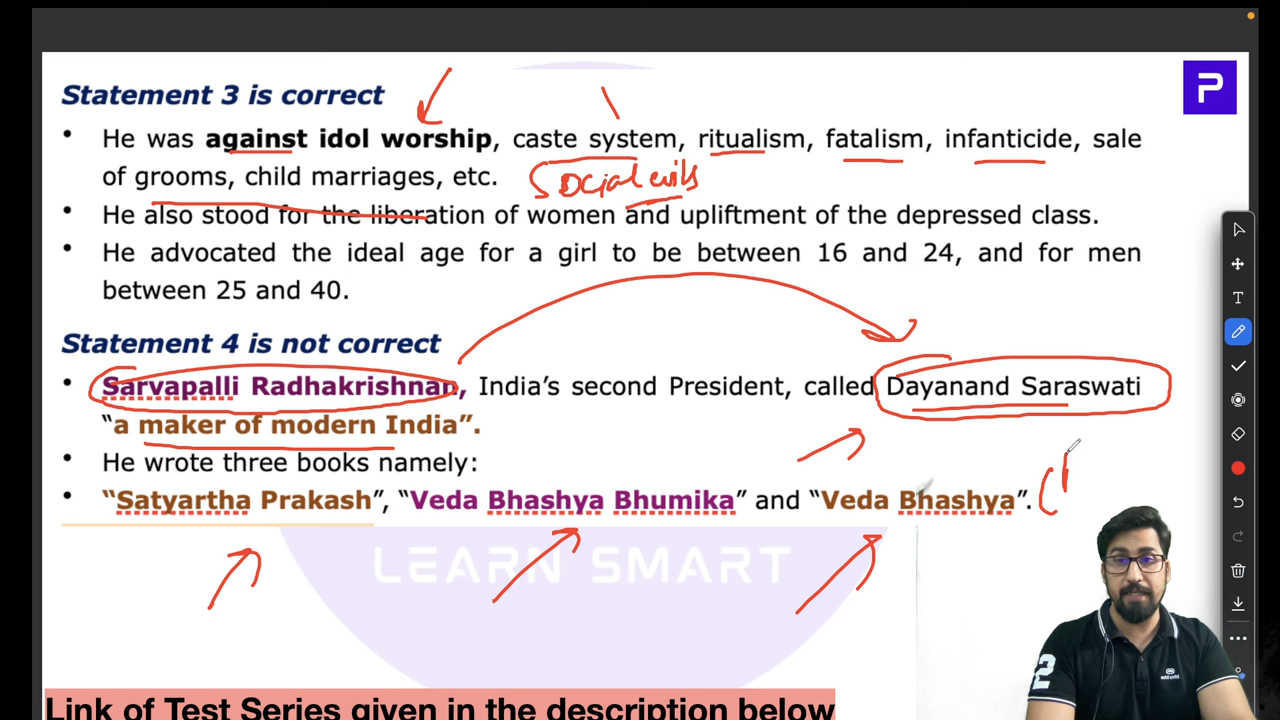 P
Statement 3 is correct
• He was against idol worship, caste system, ritualism, fatalism, infanticide, sale
of grooms, child marriages, etc. Social evils
• He also stood for the liberation of women and upliftment of the depressed class.
• He advocated the ideal age for a girl to be between 16 and 24, and for men
between 25 and 40.
Statement 4 is not correct
• Sarvapalli Radhakrishnan, India's second President, called Dayanand Saraswati
“a maker of modern India”.
• He wrote three books namely:
• “Satyartha Prakash”, “Veda Bhashya Bhumika” and “Veda Bhashya”.
LEARN SMART
2
Link of Test Series given in the description below